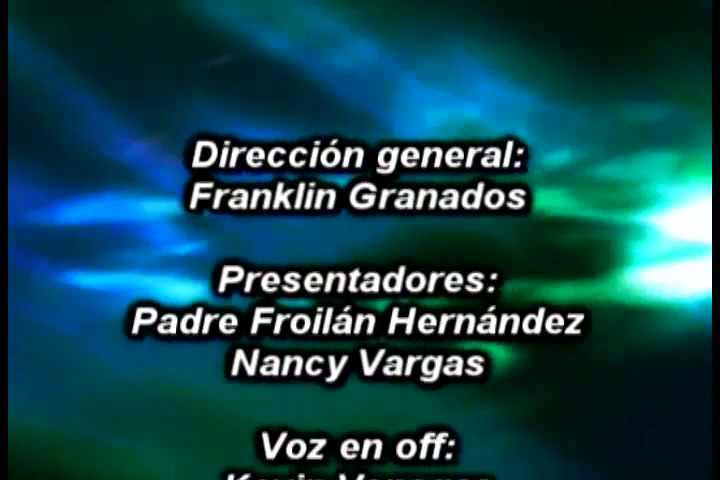 Dirección general:
Franklin Granados
Presentadores:
Padre Froilán Hernández
Nancy Vargas
Voz en off: